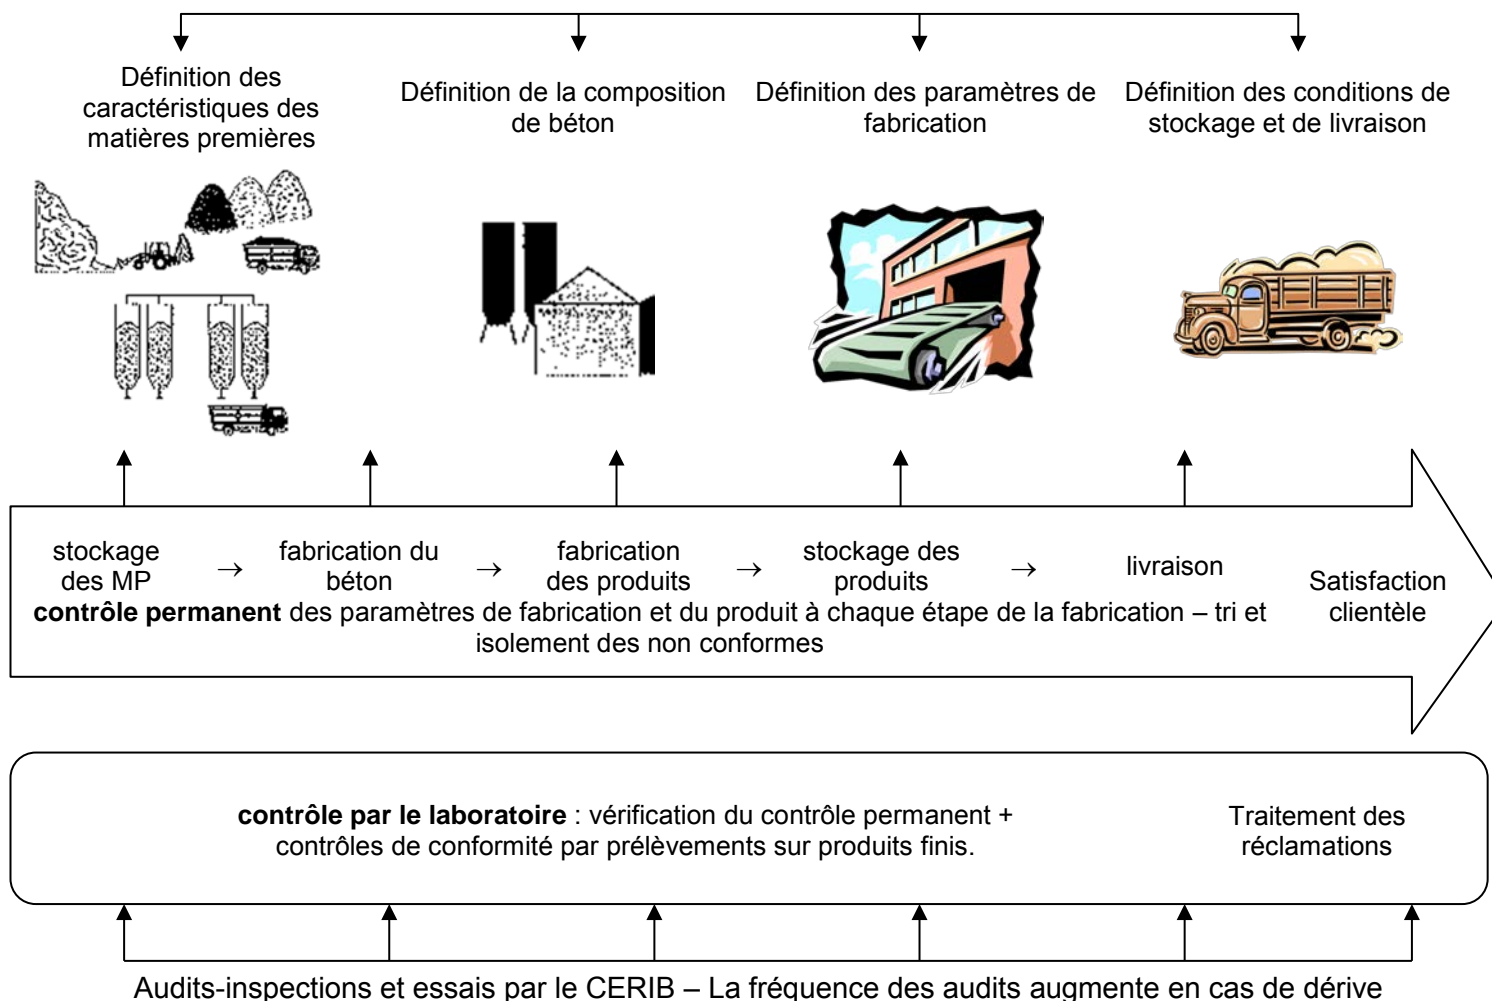 Définition des
caractéristiques des
matières premières
Définition de la composition
de béton
Définition des paramètres de
fabrication
Définition des conditions de
stockage et de livraison
stockage
des MP
→
fabrication du
béton
→
fabrication
des produits
→
stockage des
produits
→
livraison
contrôle permanent des paramètres de fabrication et du produit à chaque étape de la fabrication – tri et
isolement des non conformes
Satisfaction
clientèle
contrôle par le laboratoire : vérification du contrôle permanent +
contrôles de conformité par prélèvements sur produits finis.
Traitement des
réclamations
Audits-inspections et essais par le CERIB – La fréquence des audits augmente en cas de dérive